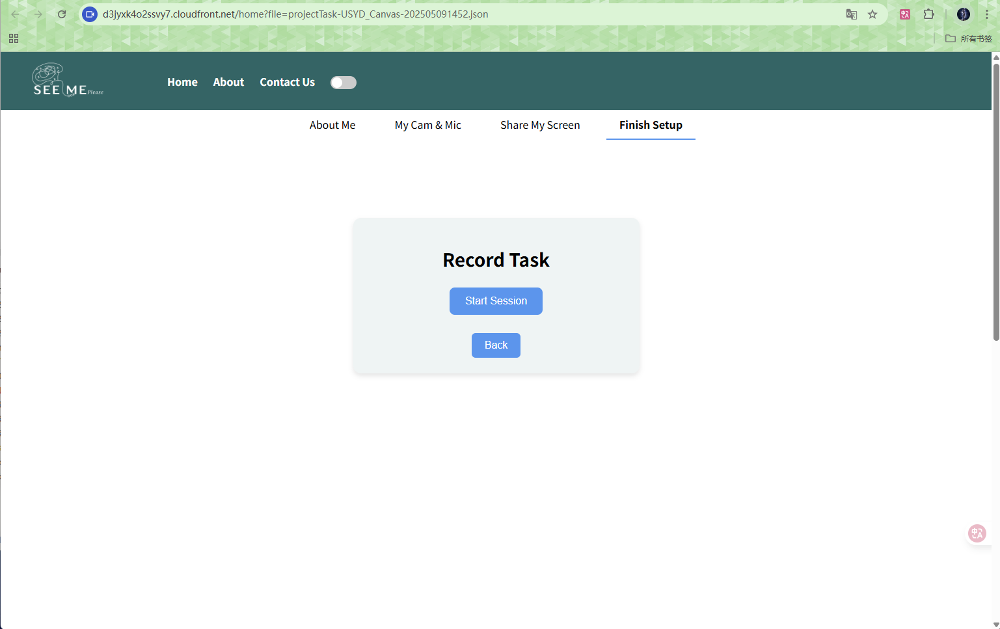 d3jyxk4o2ssvy7.cloudfront.net/home?file=projectTask-USYD_Canvas-202505091452.json
所有书签
SEE ME Please
Home About Contact Us
About Me My Cam & Mic Share My Screen Finish Setup
Record Task
Start Session
Back